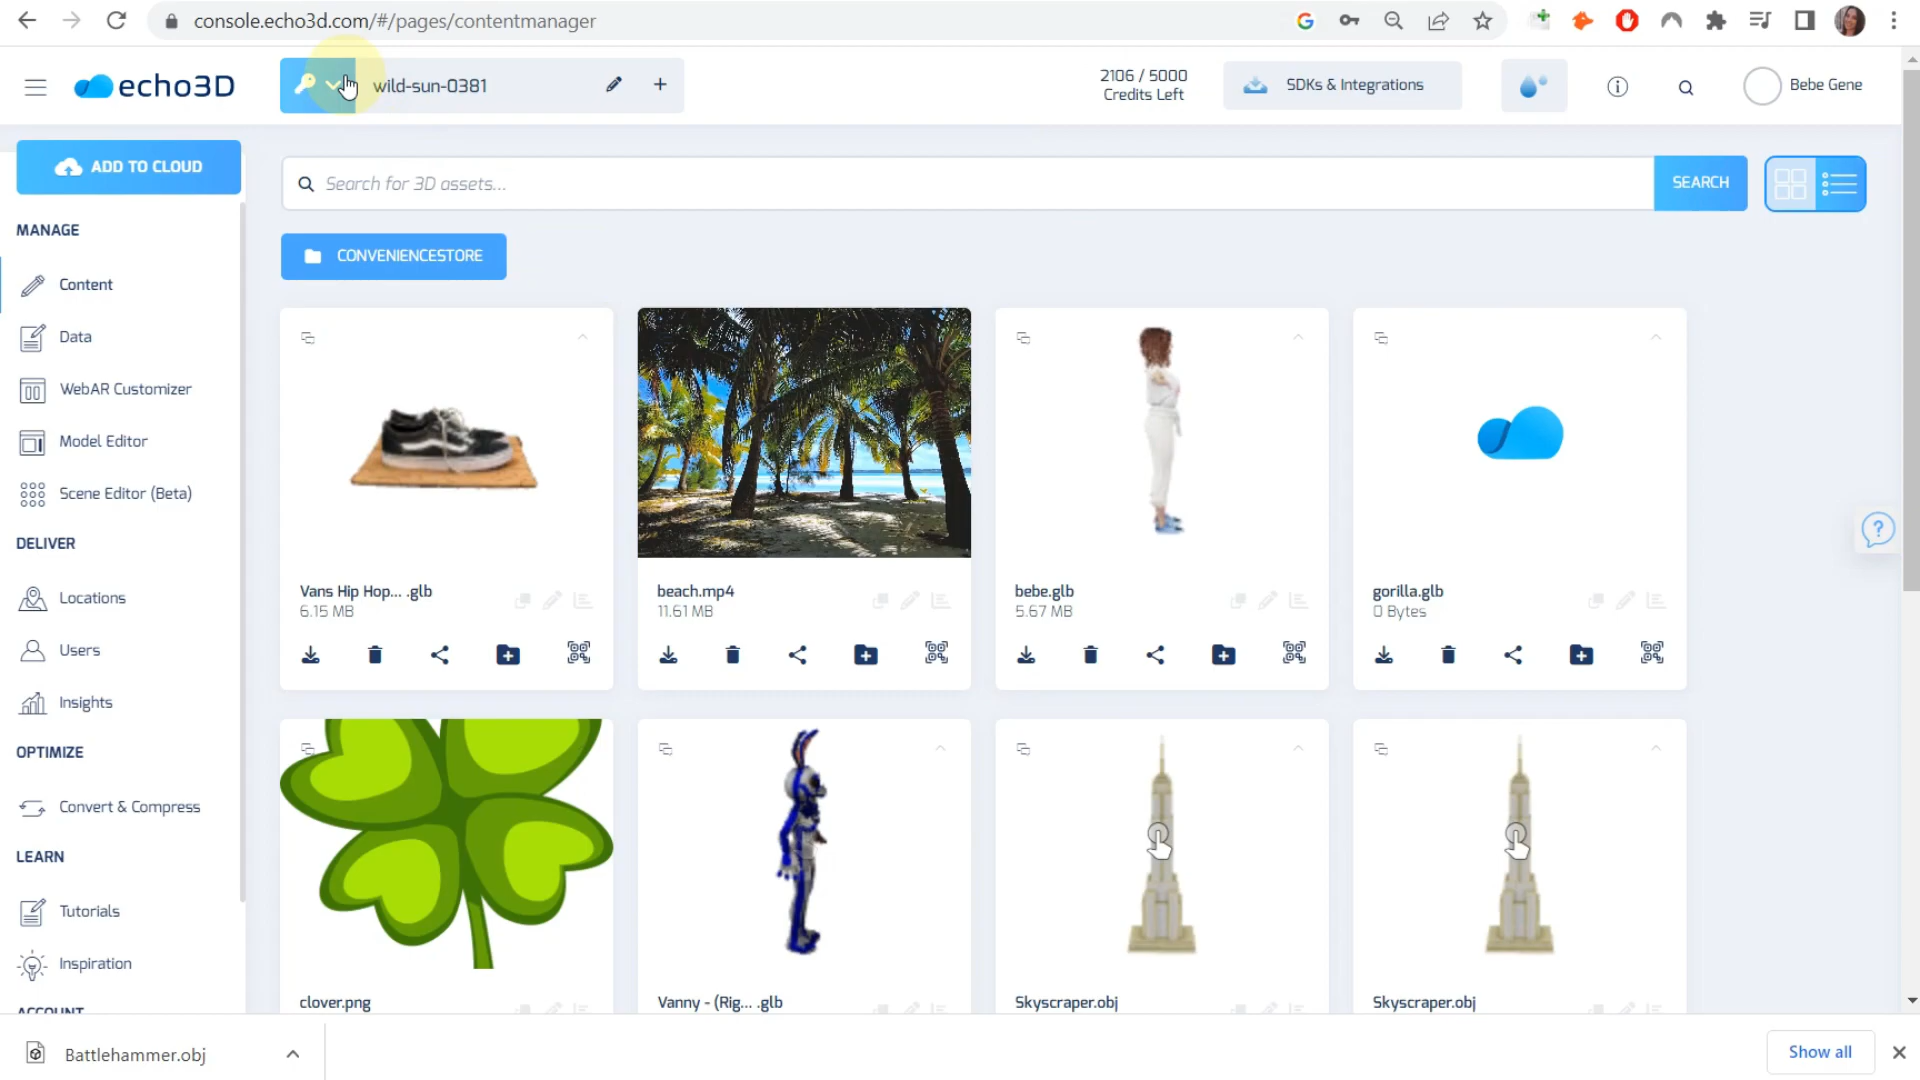 console.echo3d.com/#/pages/contentmanager
echo3D
wild-sun-0381
2106 / 5000
Credits Left
SDKs & Integrations
Bebe Gene
ADD TO CLOUD
Search for 3D assets...
SEARCH
MANAGE
CONVENIENCESTORE
Content
Data
WebAR Customizer
Model Editor
Scene Editor (Beta)
DELIVER
Locations
Users
Insights
OPTIMIZE
Convert & Compress
LEARN
Tutorials
Inspiration
ACCOUNT
Vans Hip Hop... .glb
6.15 MB
beach.mp4
11.61 MB
bebe.glb
5.67 MB
gorilla.glb
0 Bytes
clover.png
Vanny - (Rig... .glb
Skyscraper.obj
Skyscraper.obj
Battlehammer.obj
Show all